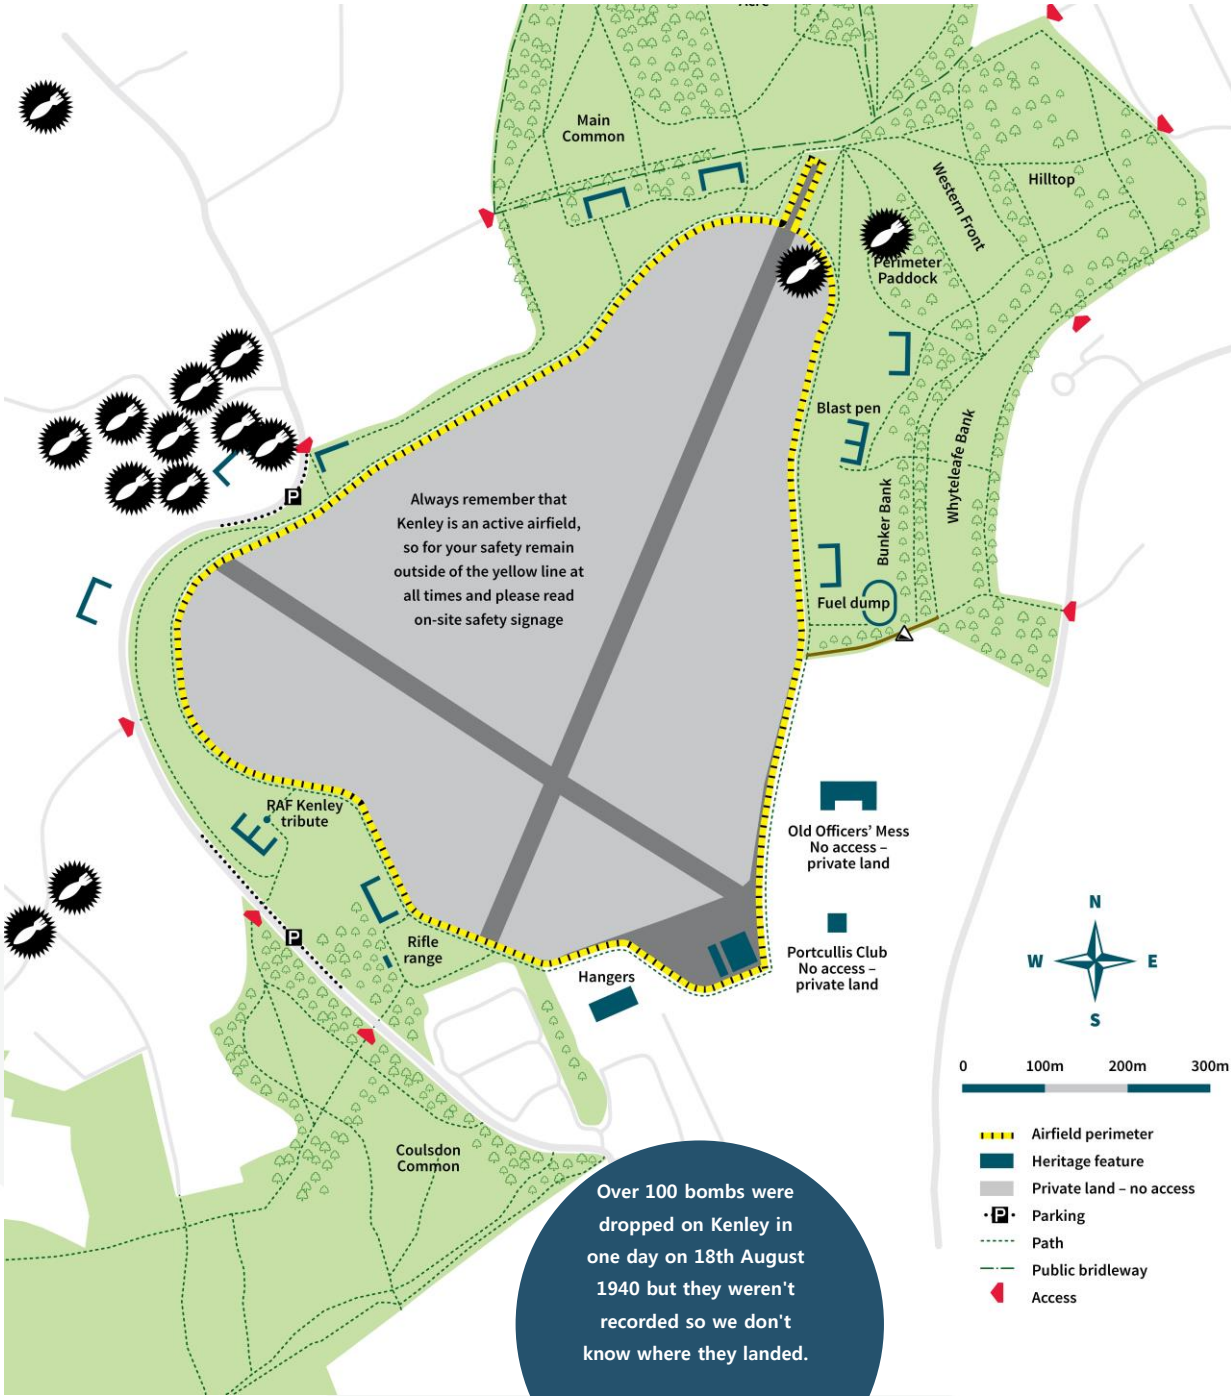 Acre
Main
Common
Western Front
Hilltop
Perimeter
Paddock
Blast pen
Whyteleafe Bank
Bunker Bank
Fuel dump
Always remember that
Kenley is an active airfield,
so for your safety remain
outside of the yellow line at
all times and please read
on-site safety signage
P
RAF Kenley
tribute
Old Officers' Mess
No access –
private land
P
Rifle
range
Hangers
Portcullis Club
No access –
private land
N
W E
S
0 100m 200m 300m
Airfield perimeter
Heritage feature
Private land – no access
P Parking
Path
Public bridleway
Access
Coulsdon
Common
Over 100 bombs were
dropped on Kenley in
one day on 18th August
1940 but they weren't
recorded so we don't
know where they landed.